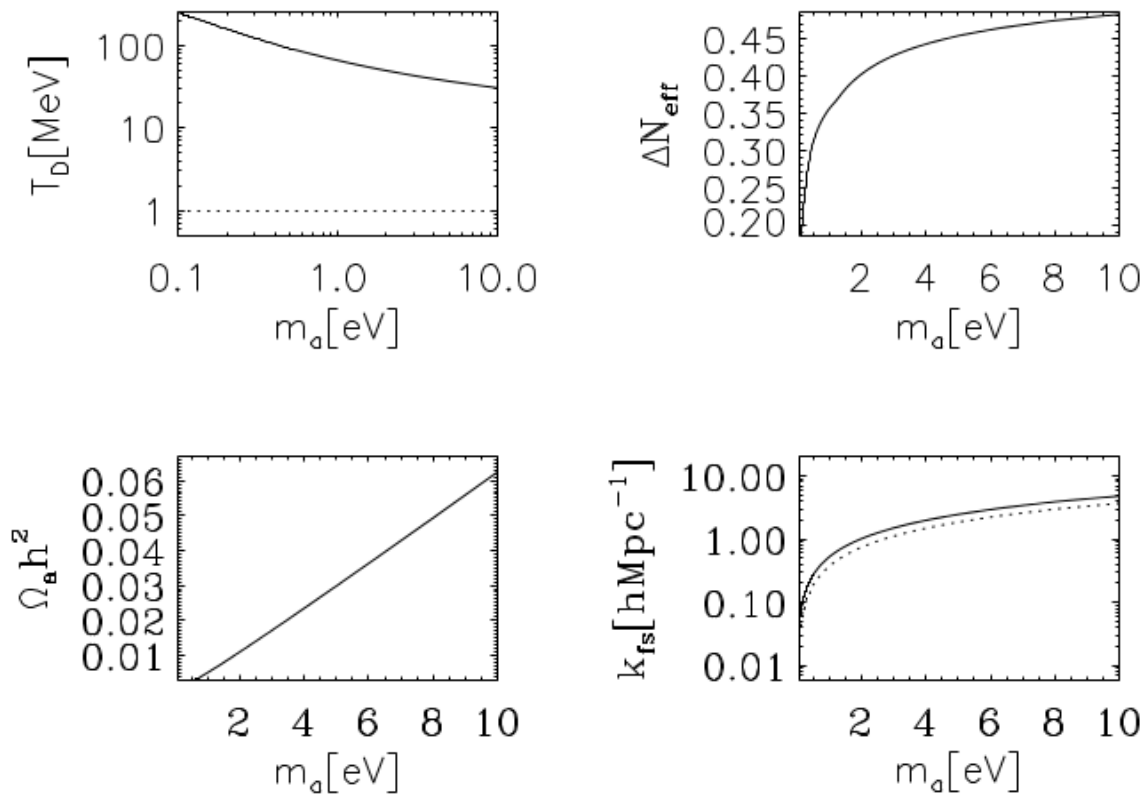 T_D[MeV]
100
10
1
0.1 1.0 10.0
m_a[eV]
ΔN_eff
0.45
0.40
0.35
0.30
0.25
0.20
2 4 6 8 10
m_a[eV]
Ω_a h²
0.06
0.05
0.04
0.03
0.02
0.01
2 4 6 8 10
m_a[eV]
k_fs[hMpc⁻¹]
10.00
1.00
0.10
0.01
2 4 6 8 10
m_a[eV]